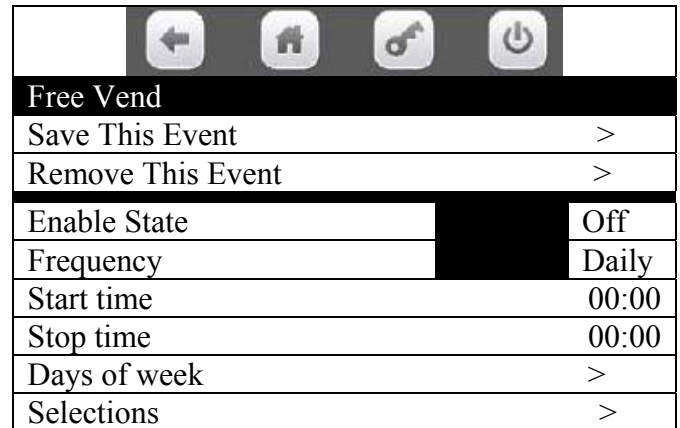 Free Vend
Save This Event >
Remove This Event >
Enable State Off
Frequency Daily
Start time 00:00
Stop time 00:00
Days of week >
Selections >